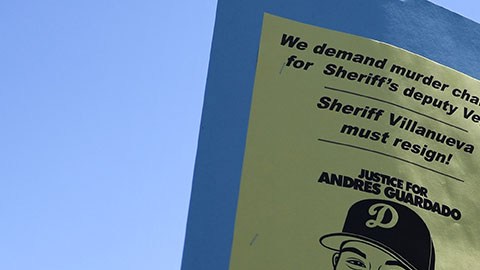 We demand murder
for Sheriff's deputy
Sheriff Villanueva
must resign!
JUSTICE FOR
ANDRES GUARDADO
D